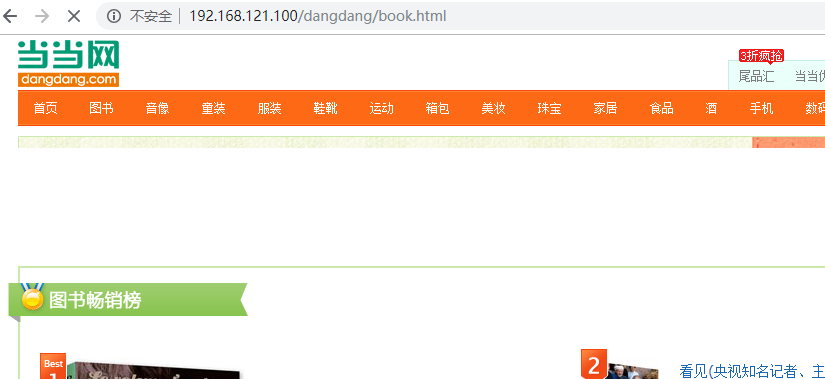 不安全 192.168.121.100/dangdang/book.html
当当网
dangdang.com
3折疯抢
尾品汇 当当
首页 图书 音像 童装 服装 鞋靴 运动 箱包 美妆 珠宝 家居 食品 酒 手机 数码
图书畅销榜
Best
1
2
看见(央视知名记者、主